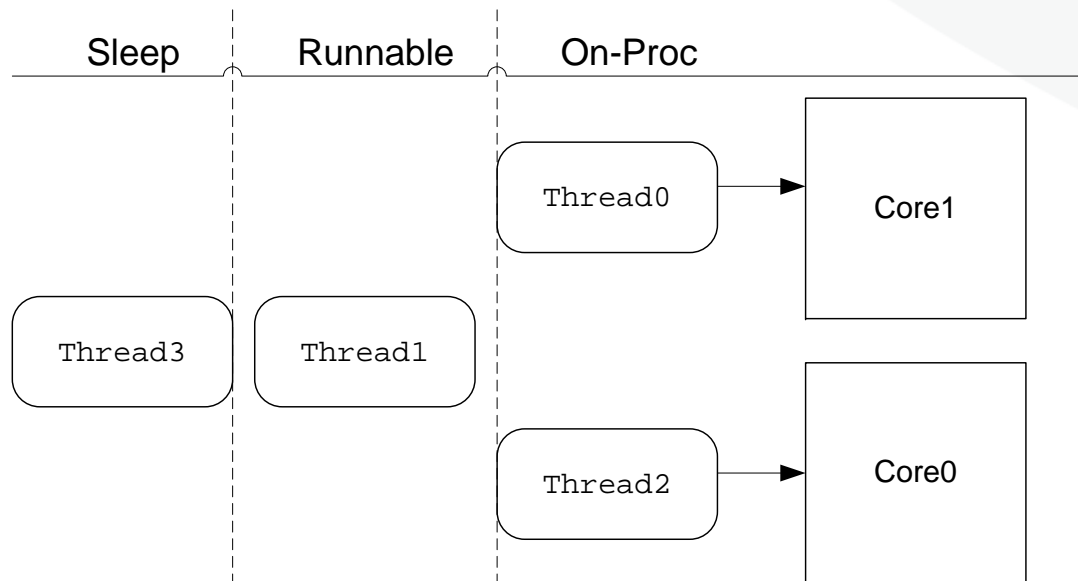 Sleep Runnable On-Proc
Thread0
Core1
Thread3
Thread1
Thread2
Core0